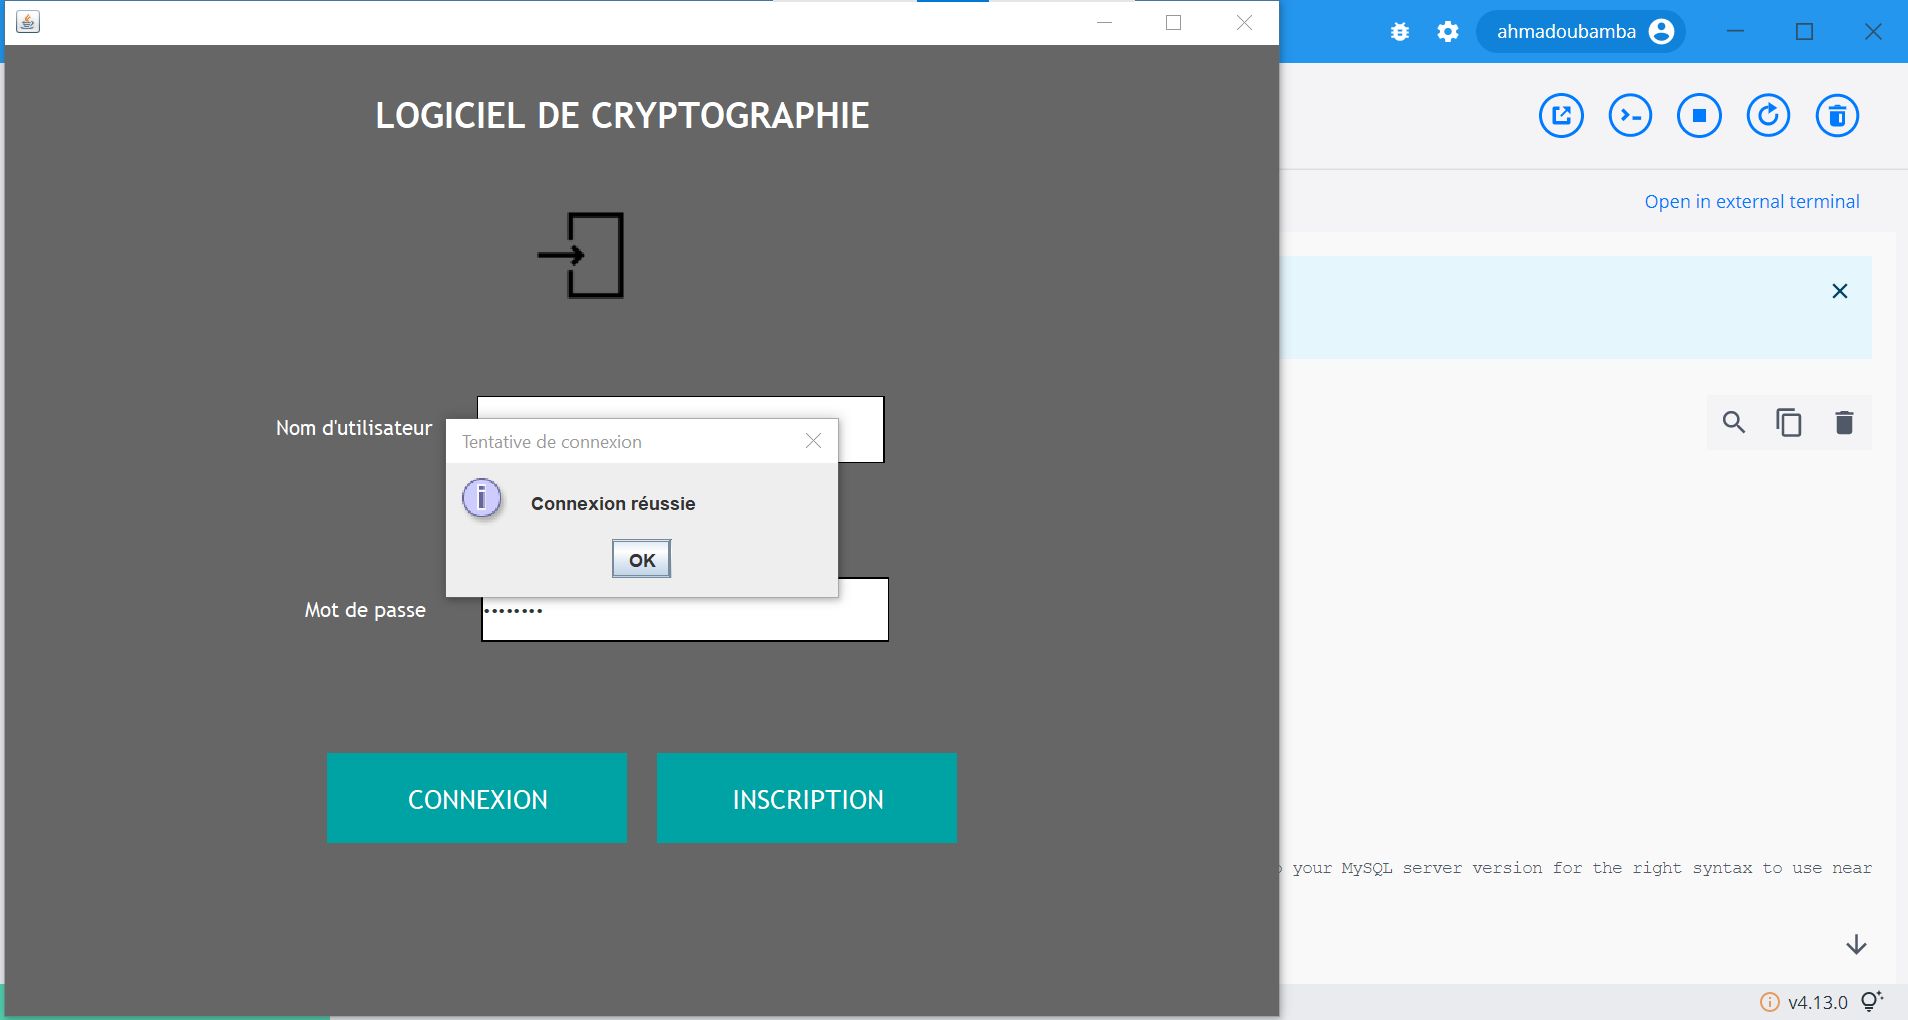 ahmadoubamba
LOGICIEL DE CRYPTOGRAPHIE
Open in external terminal
Nom d'utilisateur
Tentative de connexion
Connexion réussie
OK
Mot de passe
CONNEXION
INSCRIPTION
your MySQL server version for the right syntax to use near
v4.13.0